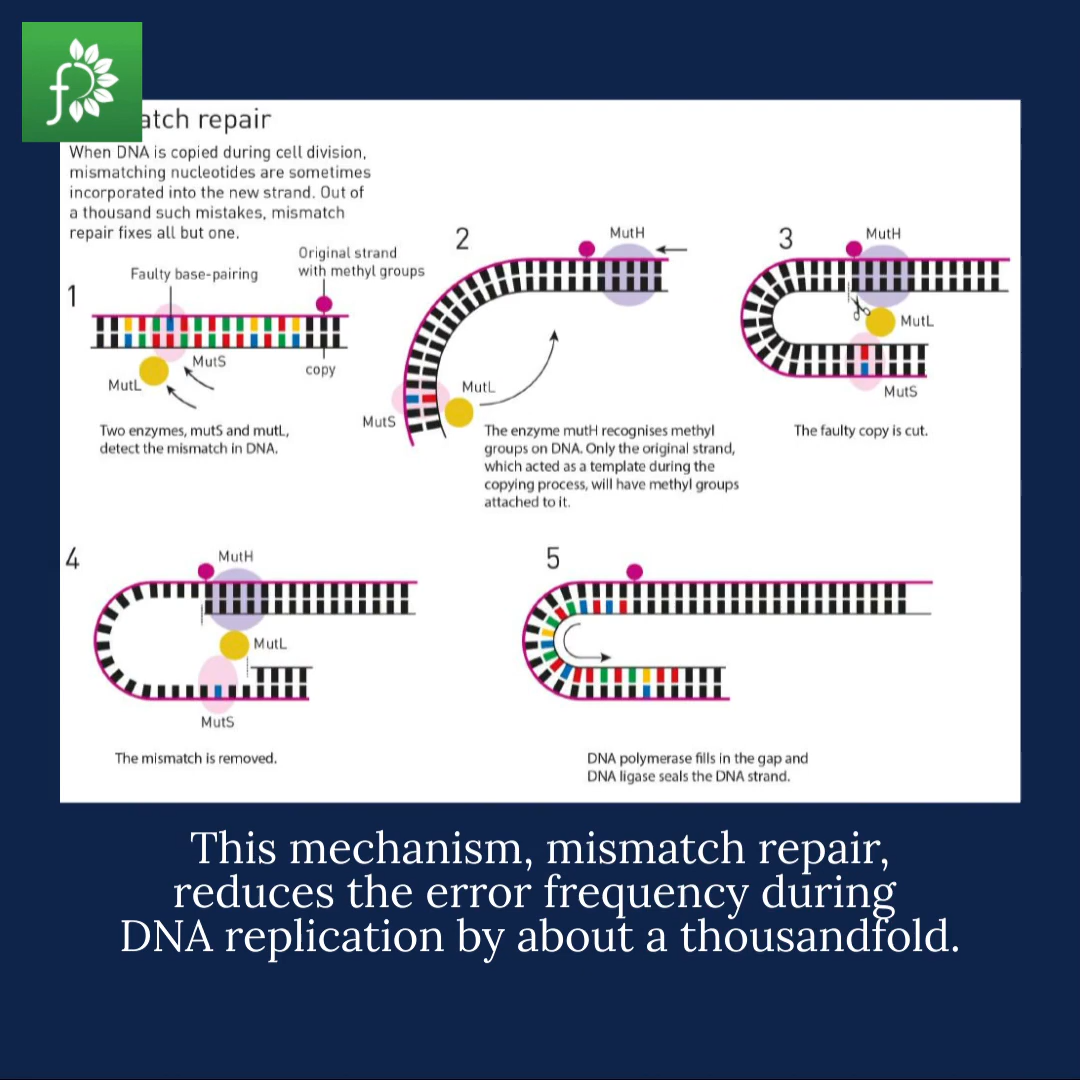 atch repair
When DNA is copied during cell division,
mismatching nucleotides are sometimes
incorporated into the new strand. Out of
a thousand such mistakes, mismatch
repair fixes all but one.
1
Faulty base-pairing
Original strand
with methyl groups
MutL
MutS
copy
Two enzymes, mutS and mutL,
detect the mismatch in DNA.
2
MutH
MutS
MutL
The enzyme mutH recognises methyl
groups on DNA. Only the original strand,
which acted as a template during the
copying process, will have methyl groups
attached to it.
3
MutH
MutL
MutS
The faulty copy is cut.
4
MutH
MutL
MutS
The mismatch is removed.
5
DNA polymerase fills in the gap and
DNA ligase seals the DNA strand.
This mechanism, mismatch repair,
reduces the error frequency during
DNA replication by about a thousandfold.